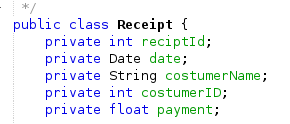 */
public class Receipt {
private int reciptId;
private Date date;
private String costumerName;
private int costumerID;
private float payment;